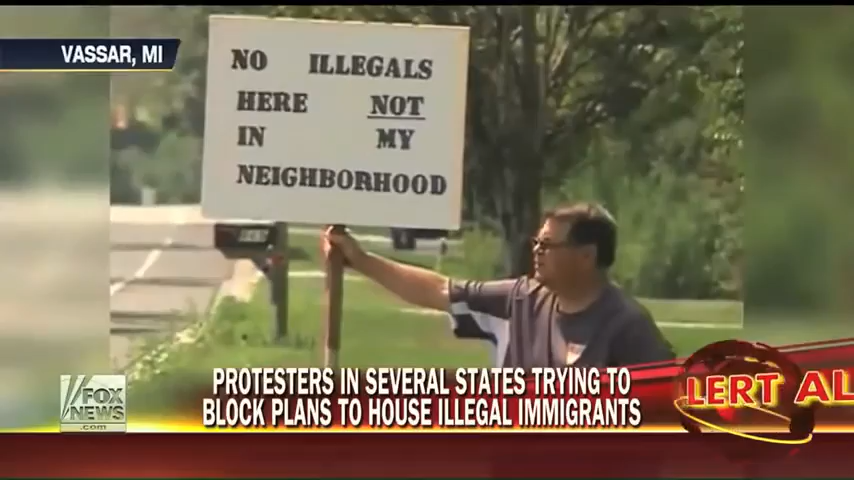 VASSAR, MI
NO ILLEGALS
HERE NOT
IN MY
NEIGHBORHOOD
PROTESTERS IN SEVERAL STATES TRYING TO
BLOCK PLANS TO HOUSE ILLEGAL IMMIGRANTS
LERT AL
FOX
NEWS
.com